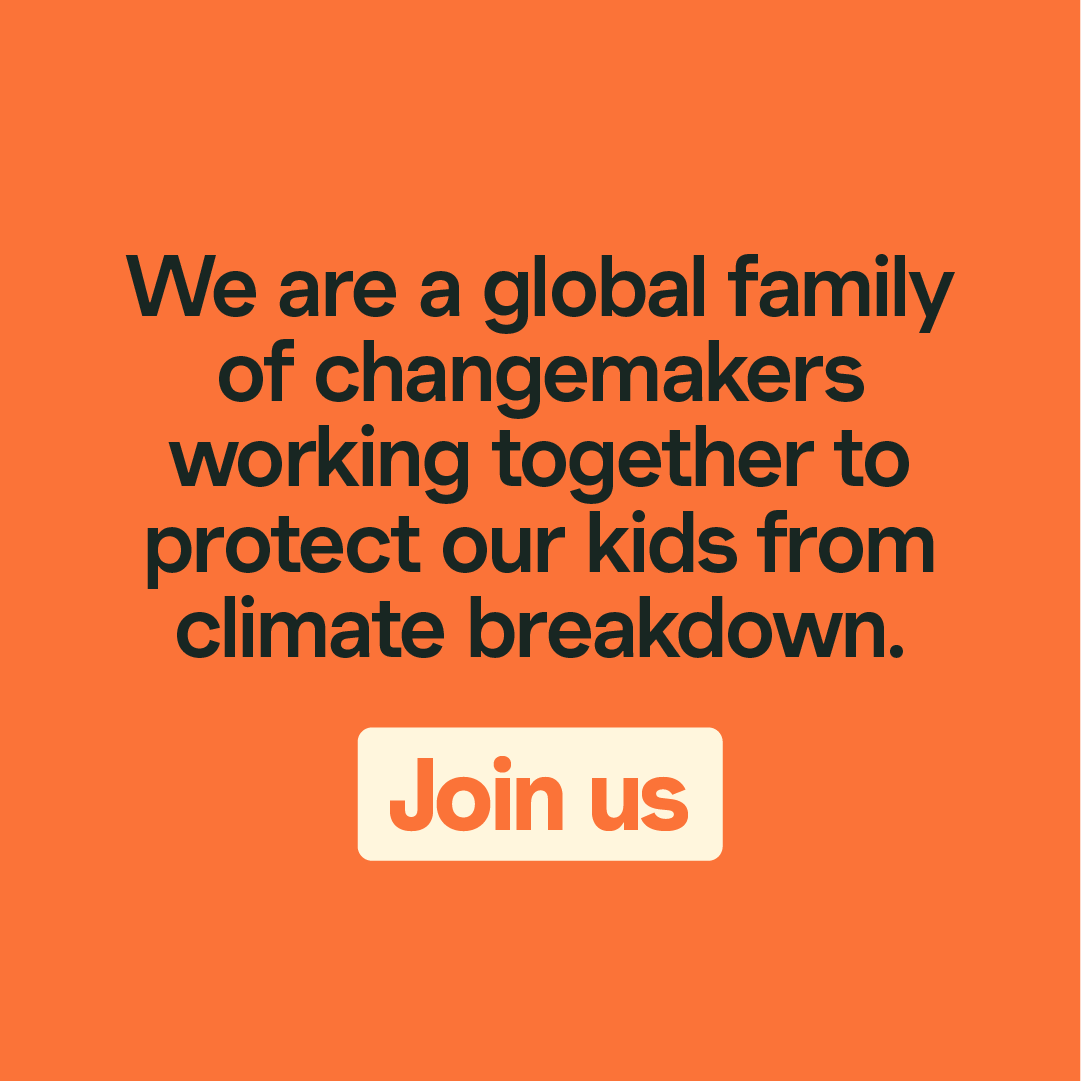 We are a global family
of changemakers
working together to
protect our kids from
climate breakdown.
Join us